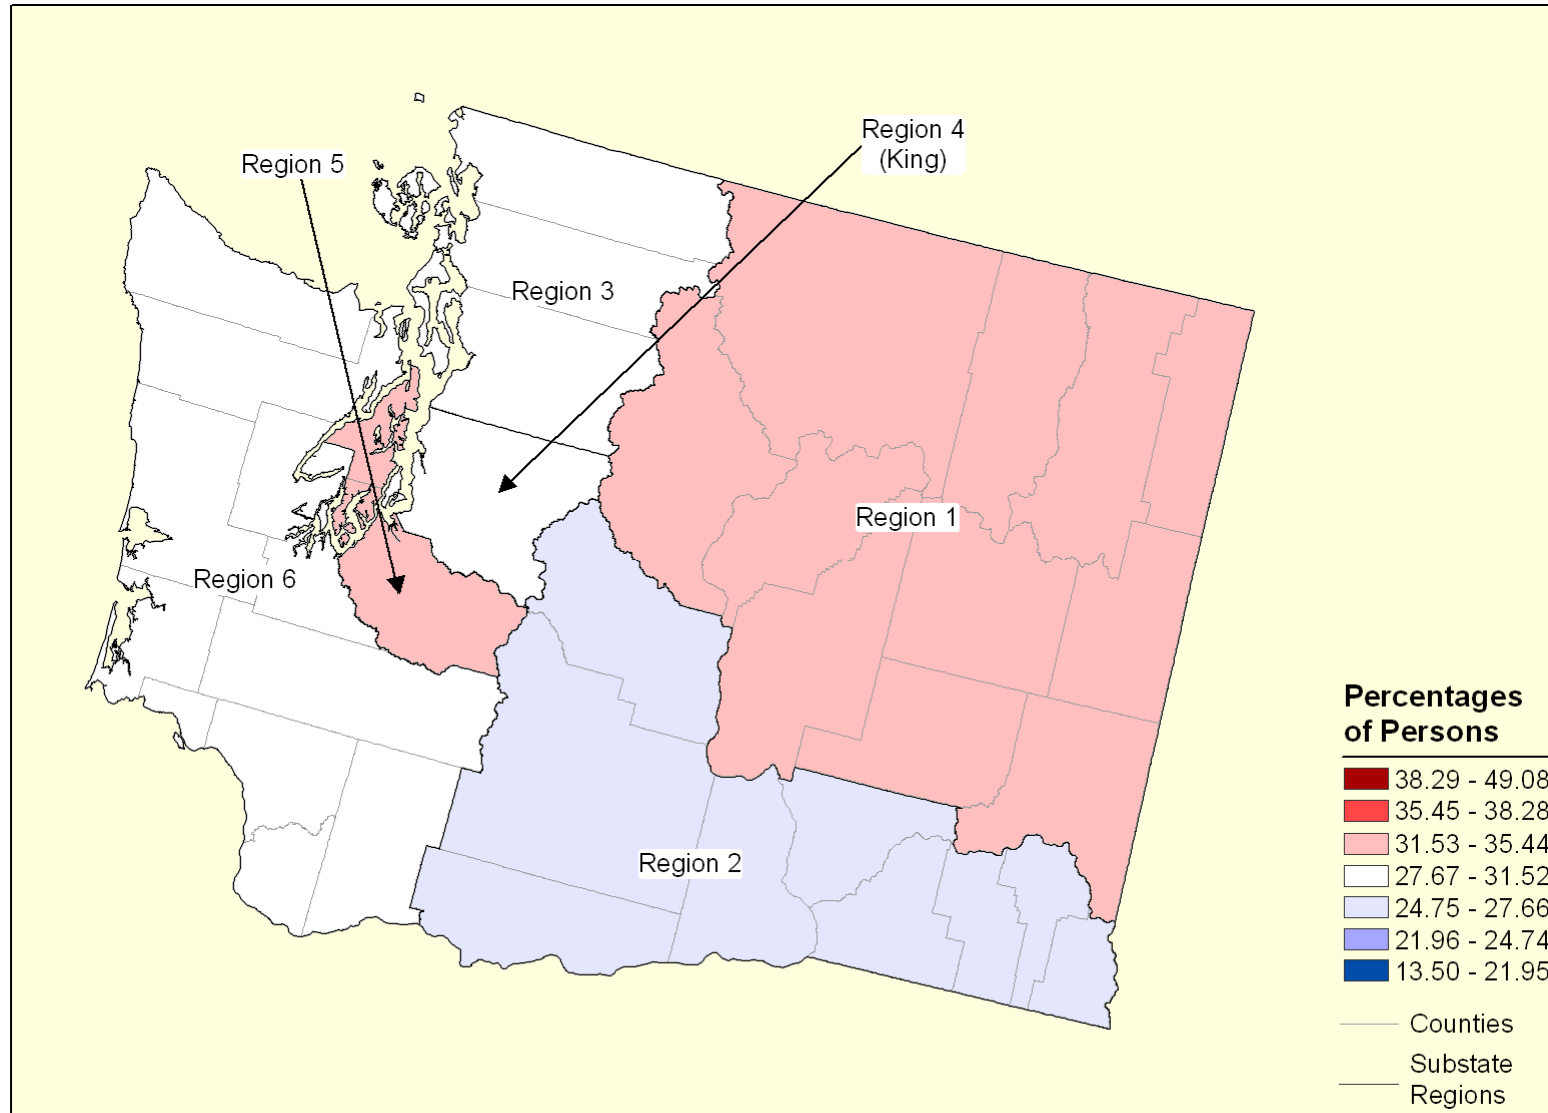 Region 4
(King)
Region 5
Region 3
Region 1
Region 6
Region 2
Percentages
of Persons
38.29 - 49.08
35.45 - 38.28
31.53 - 35.44
27.67 - 31.52
24.75 - 27.66
21.96 - 24.74
13.50 - 21.95
Counties
Substate
Regions